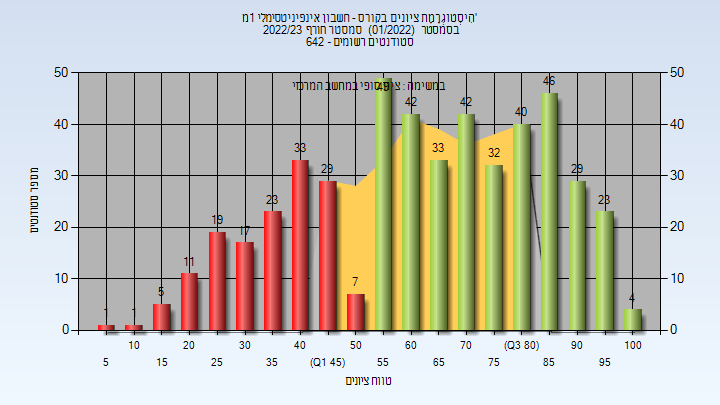 היסטוגרמת ציונים בקורס - חשבון אינפיניטסימלי 1מ'
בסמסטר (01/2022) סמסטר חורף 2022/23
סטודנטים רשומים - 642
במשימה : ציון סופי במחשב המרכזי
מספר סטודנטים
50 40 30 20 10 0
50 40 30 20 10 0
1 1 5 11 19 17 23 33 29 7 49 42 33 42 32 40 46 29 23 4
10 20 30 40 50 60 70 (Q3 80) 90 100
5 15 25 35 (Q1 45) 55 65 75 85 95
טווח ציונים